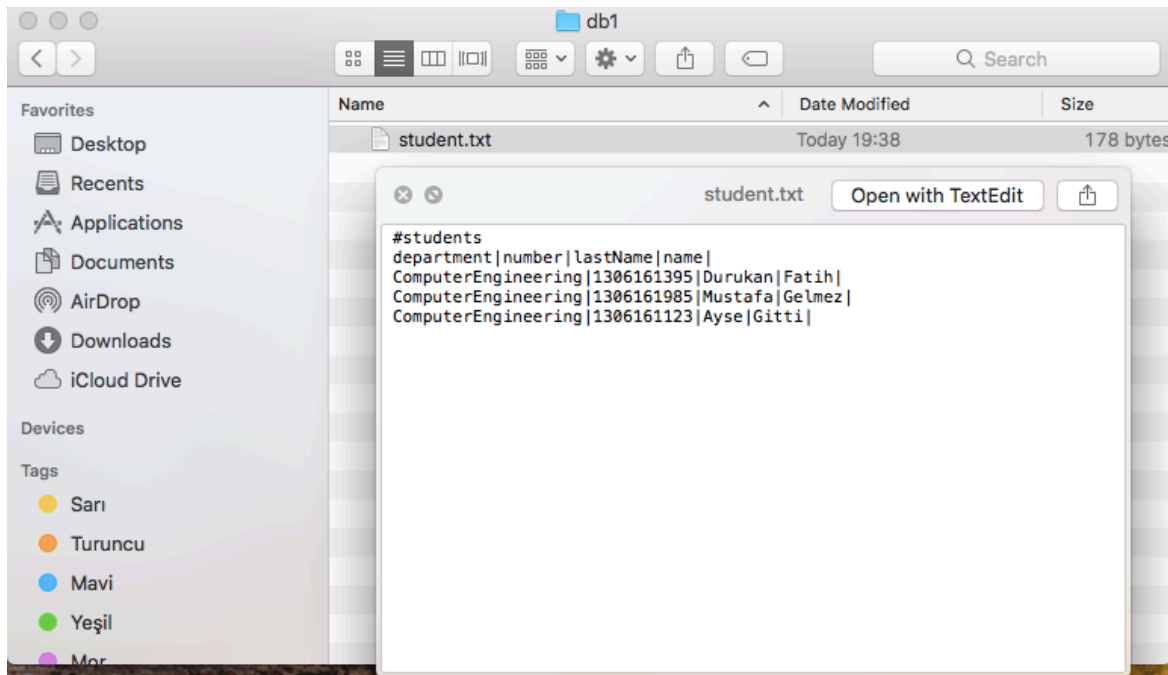 db1
Search
Favorites
Desktop
Recents
Applications
Documents
AirDrop
Downloads
iCloud Drive
Devices
Tags
Sarı
Turuncu
Mavi
Yeşil
Mor
Name Date Modified Size
student.txt Today 19:38 178 bytes
student.txt Open with TextEdit
#students
department|number|lastName|name|
ComputerEngineering|1306161395|Durukan|Fatih|
ComputerEngineering|1306161985|Mustafa|Gelmez|
ComputerEngineering|1306161123|Ayse|Gitti|